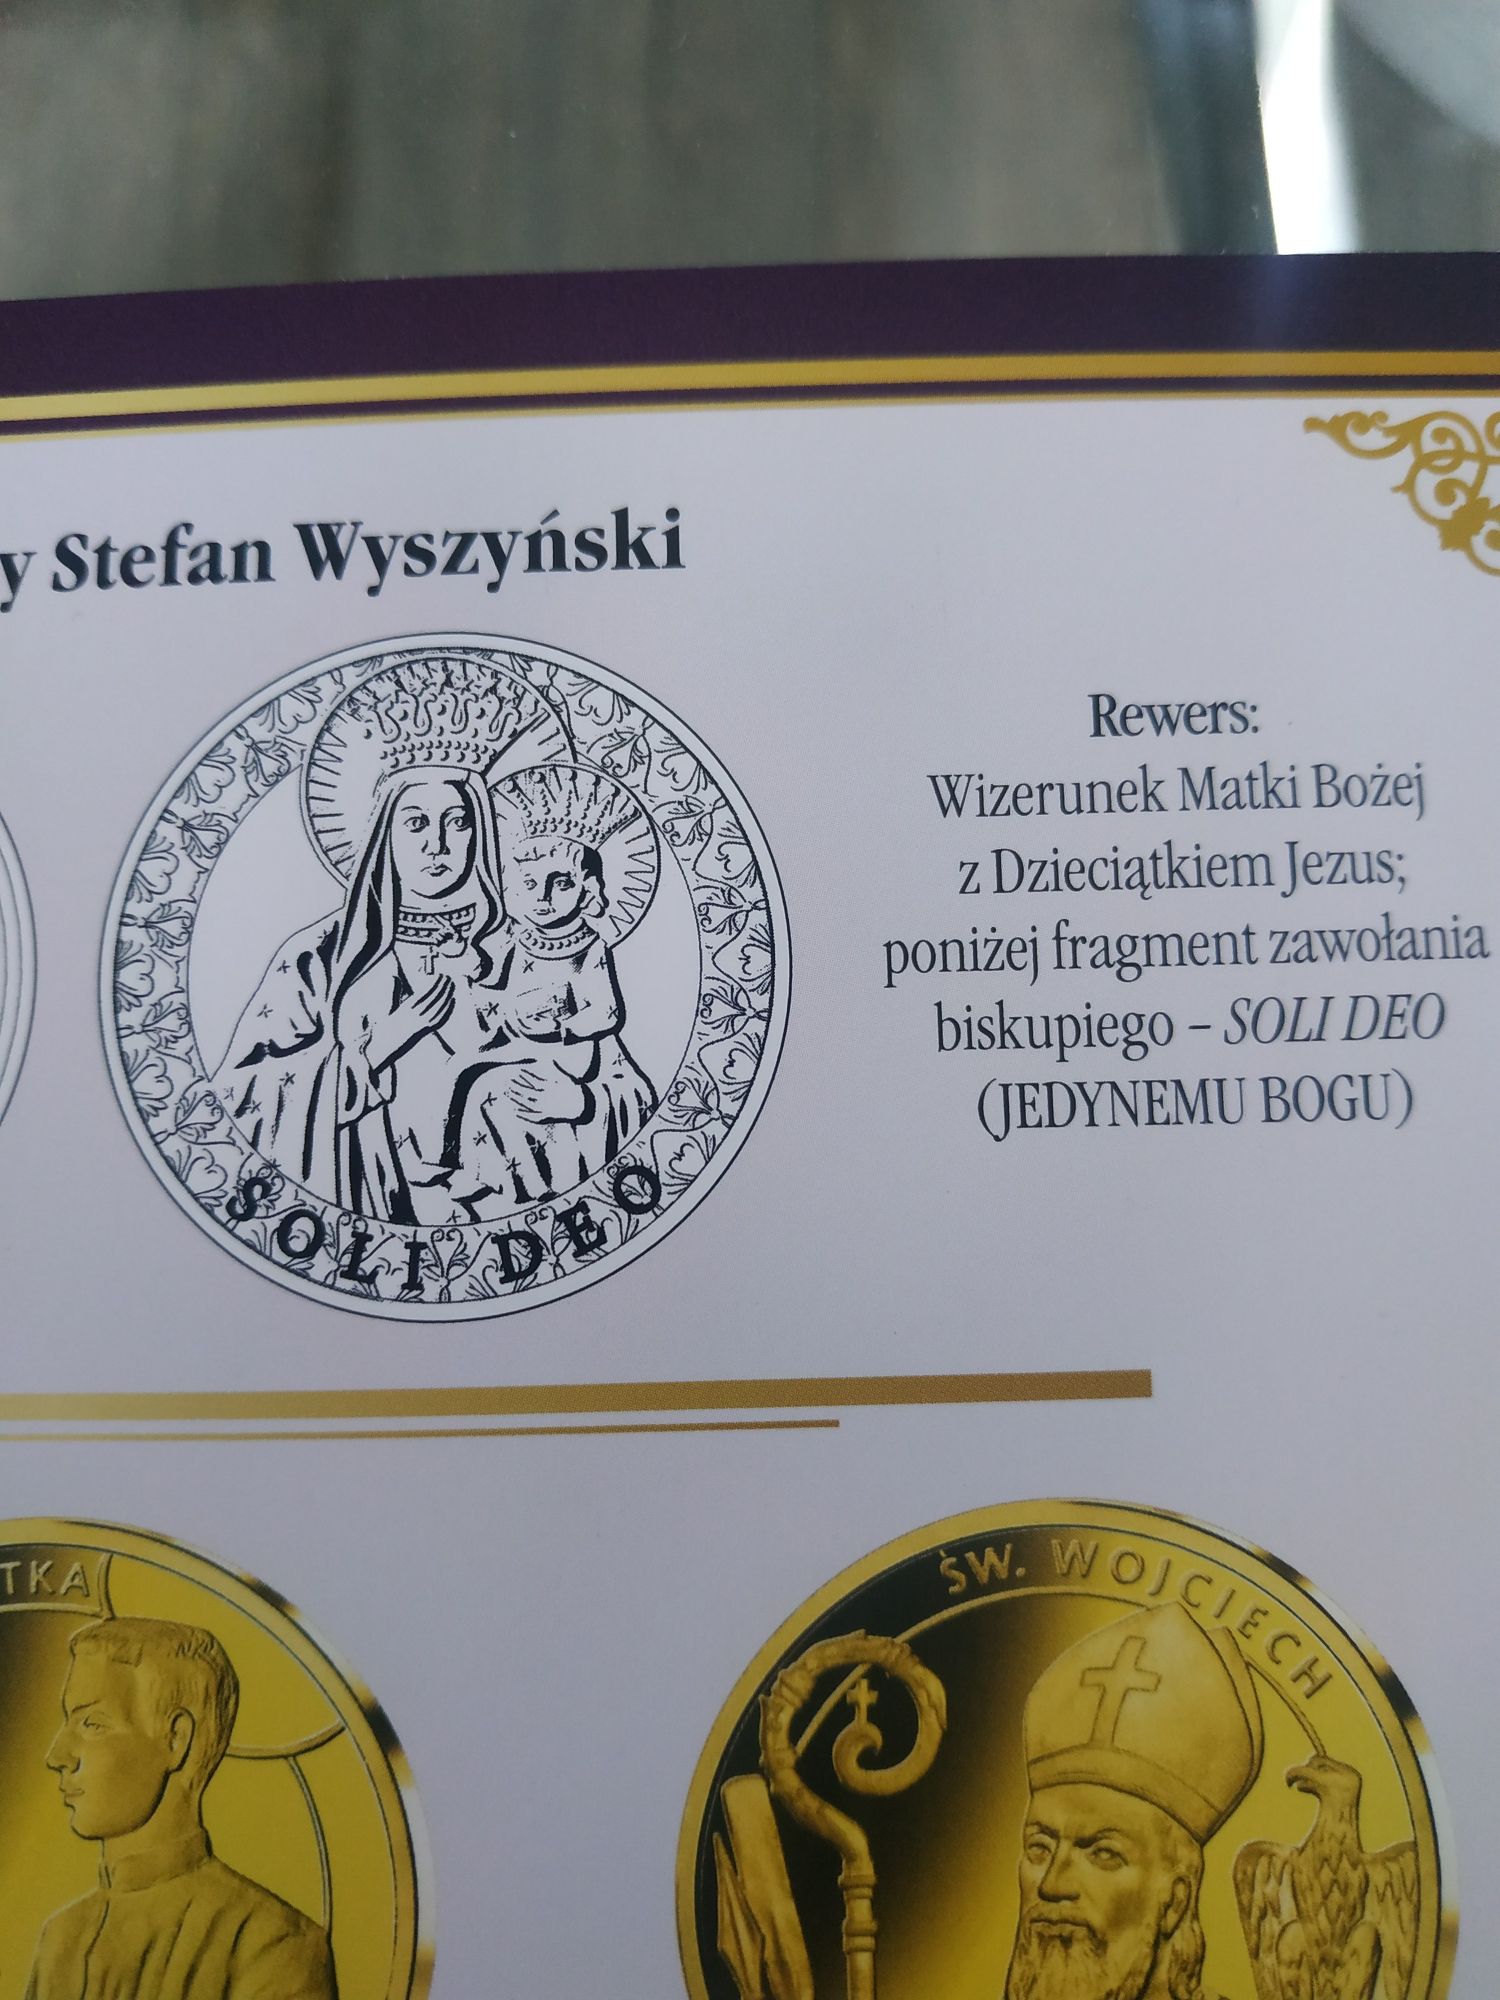 y Stefan Wyszyński
Rewers:
Wizerunek Matki Bożej
z Dzieciątkiem Jezus;
poniżej fragment zawołania
biskupiego – SOLI DEO
(JEDYNEMU BOGU)
SOLI DEO
TKA
ŚW. WOJCIECH